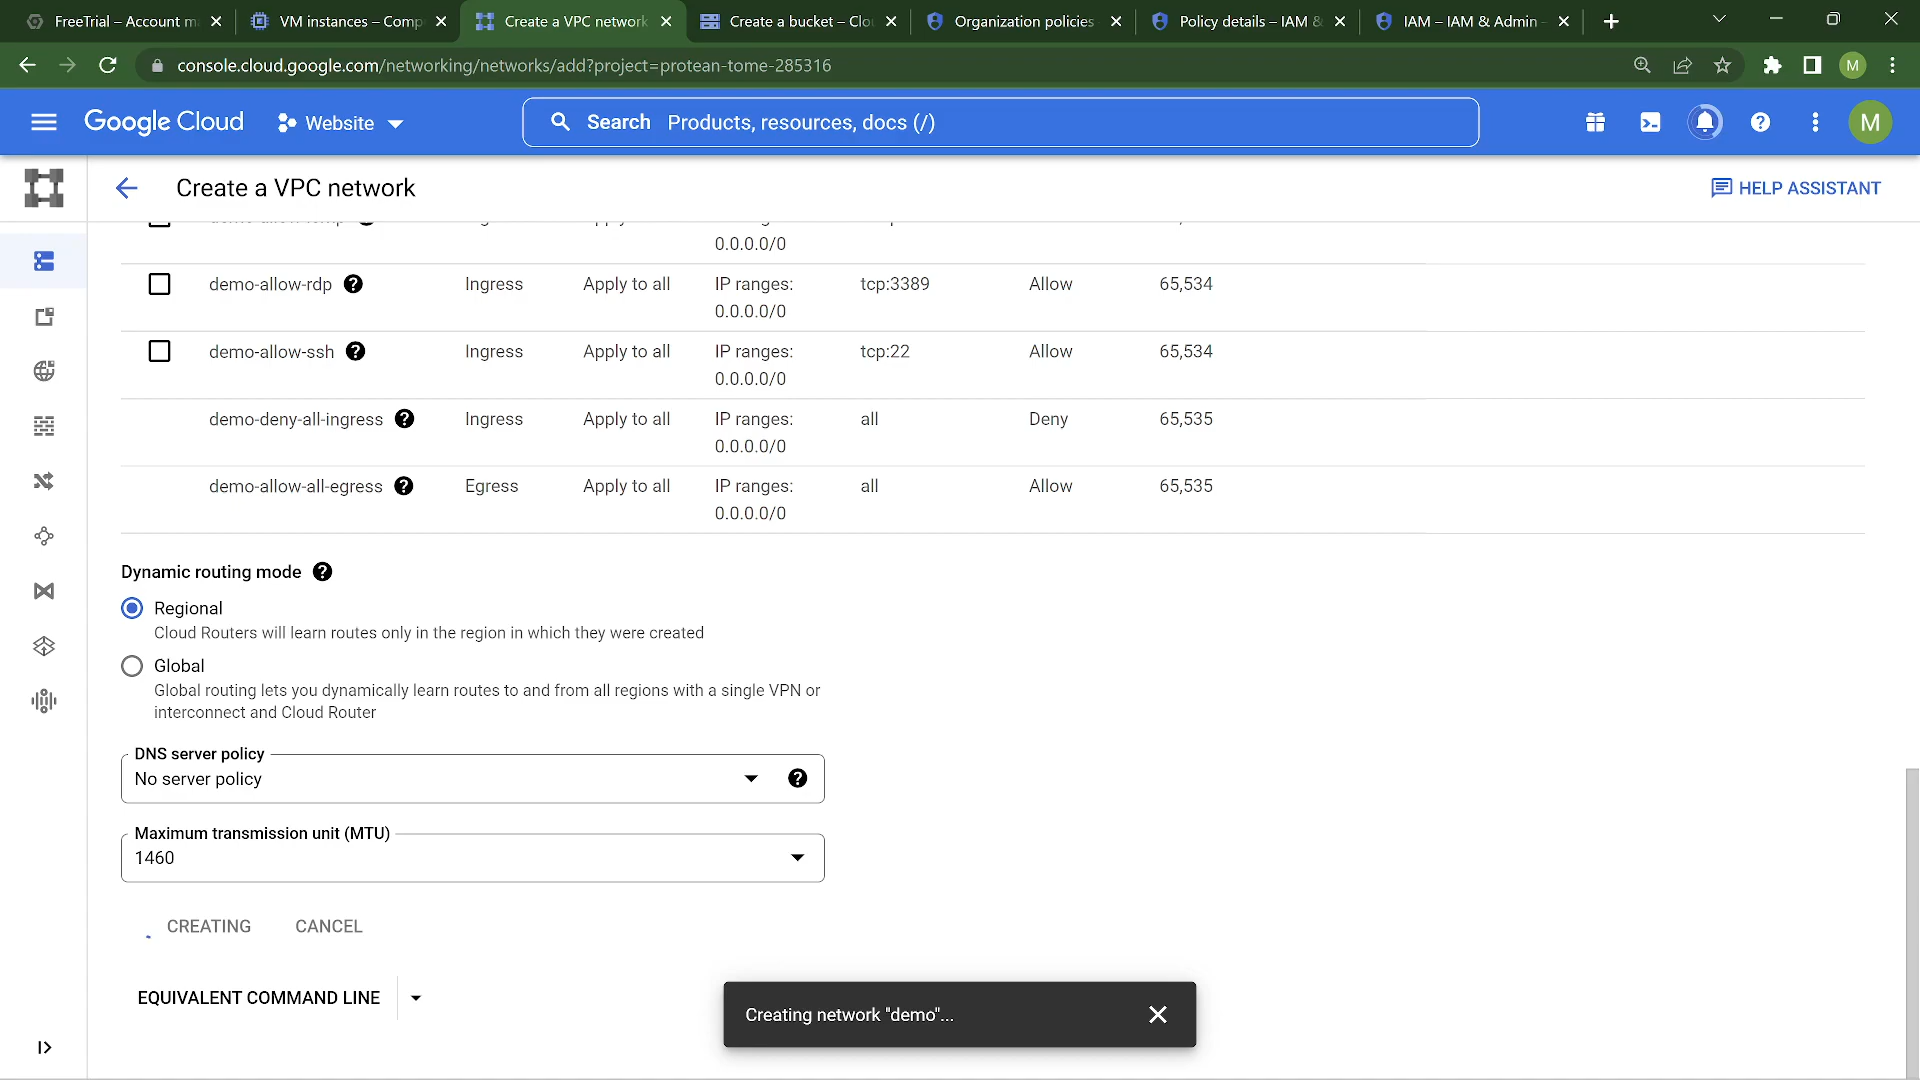 FreeTrial – Account m
VM instances – Comp
Create a VPC network
Create a bucket – Clo
Organization policies
Policy details – IAM &
IAM – IAM & Admin
console.cloud.google.com/networking/networks/add?project=protean-tome-285316
M
Google Cloud
Website
Search Products, resources, docs (/)
M
Create a VPC network
HELP ASSISTANT
0.0.0.0/0
demo-allow-rdp Ingress Apply to all IP ranges: tcp:3389 Allow 65,534
0.0.0.0/0
demo-allow-ssh Ingress Apply to all IP ranges: tcp:22 Allow 65,534
0.0.0.0/0
demo-deny-all-ingress Ingress Apply to all IP ranges: all Deny 65,535
0.0.0.0/0
demo-allow-all-egress Egress Apply to all IP ranges: all Allow 65,535
0.0.0.0/0
Dynamic routing mode
Regional
Cloud Routers will learn routes only in the region in which they were created
Global
Global routing lets you dynamically learn routes to and from all regions with a single VPN or
interconnect and Cloud Router
DNS server policy
No server policy
Maximum transmission unit (MTU)
1460
CREATING CANCEL
EQUIVALENT COMMAND LINE
Creating network "demo"...